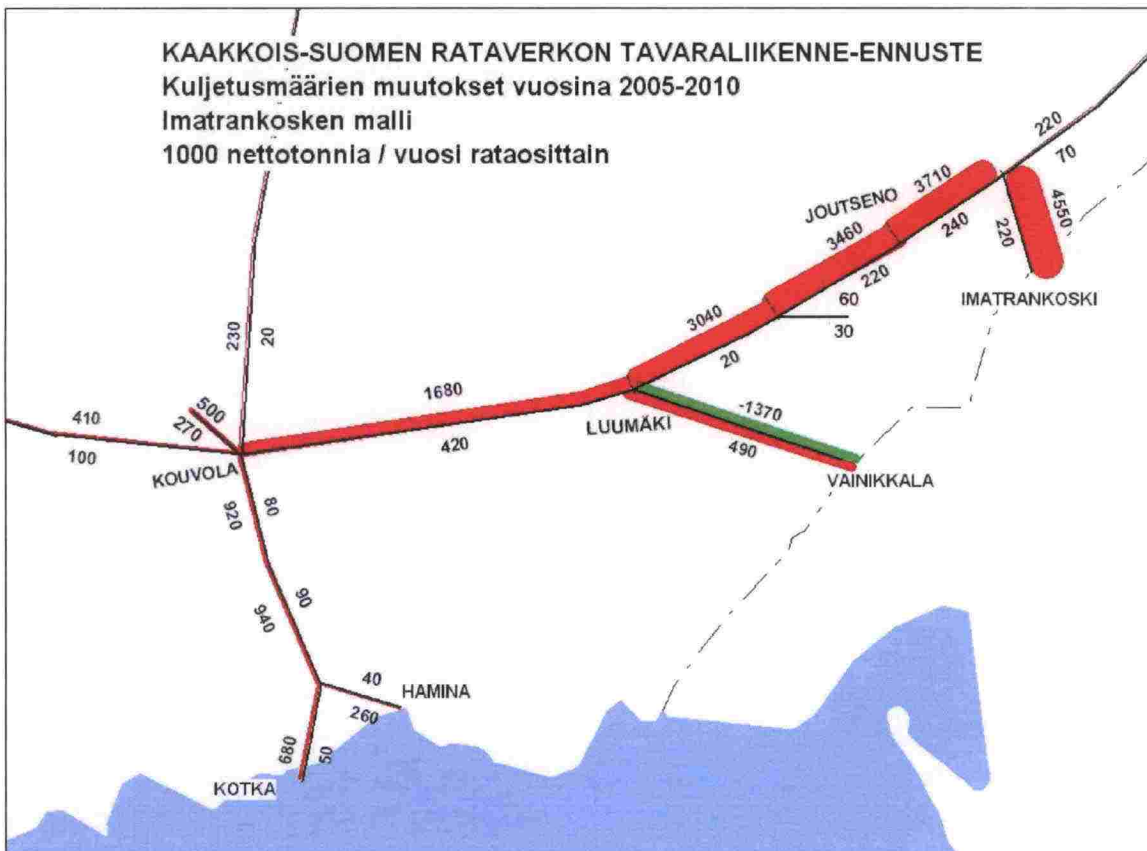 KAAKKOIS-SUOMEN RATAVERKON TAVARALIIKENNE-ENNUSTE
Kuljetusmäärien muutokset vuosina 2005-2010
Imatrankosken malli
1000 nettotonnia / vuosi rataosittain
220
70
3710
JOUTSENO
240
4550
220
3460
220
IMATRANKOSKI
60
30
3040
20
230
20
1680
420
LUUMÄKI
-1370
490
VAINIKKALA
500
270
410
100
KOUVOLA
80
920
90
940
40
HAMINA
260
680
50
KOTKA